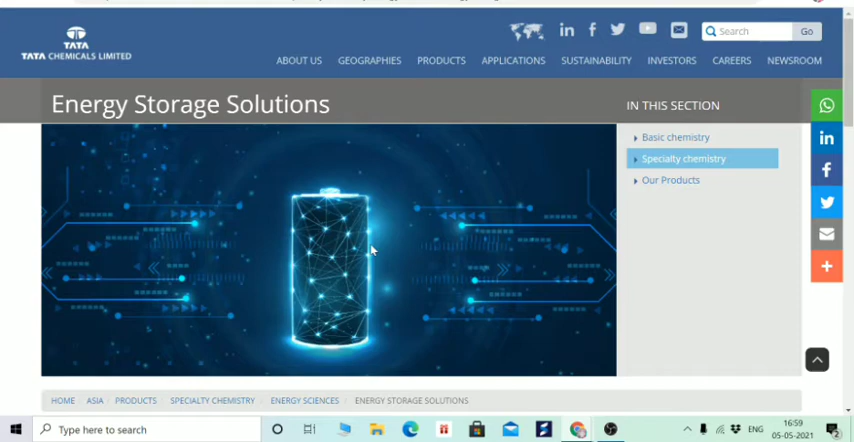 TATA
TATA CHEMICALS LIMITED
Search
Go
ABOUT US GEOGRAPHIES PRODUCTS APPLICATIONS SUSTAINABILITY INVESTORS CAREERS NEWSROOM
Energy Storage Solutions
IN THIS SECTION
Basic chemistry
Specialty chemistry
Our Products
HOME ASIA PRODUCTS SPECIALTY CHEMISTRY ENERGY SCIENCES ENERGY STORAGE SOLUTIONS
Type here to search
ENG
16:59
05-05-2021
2